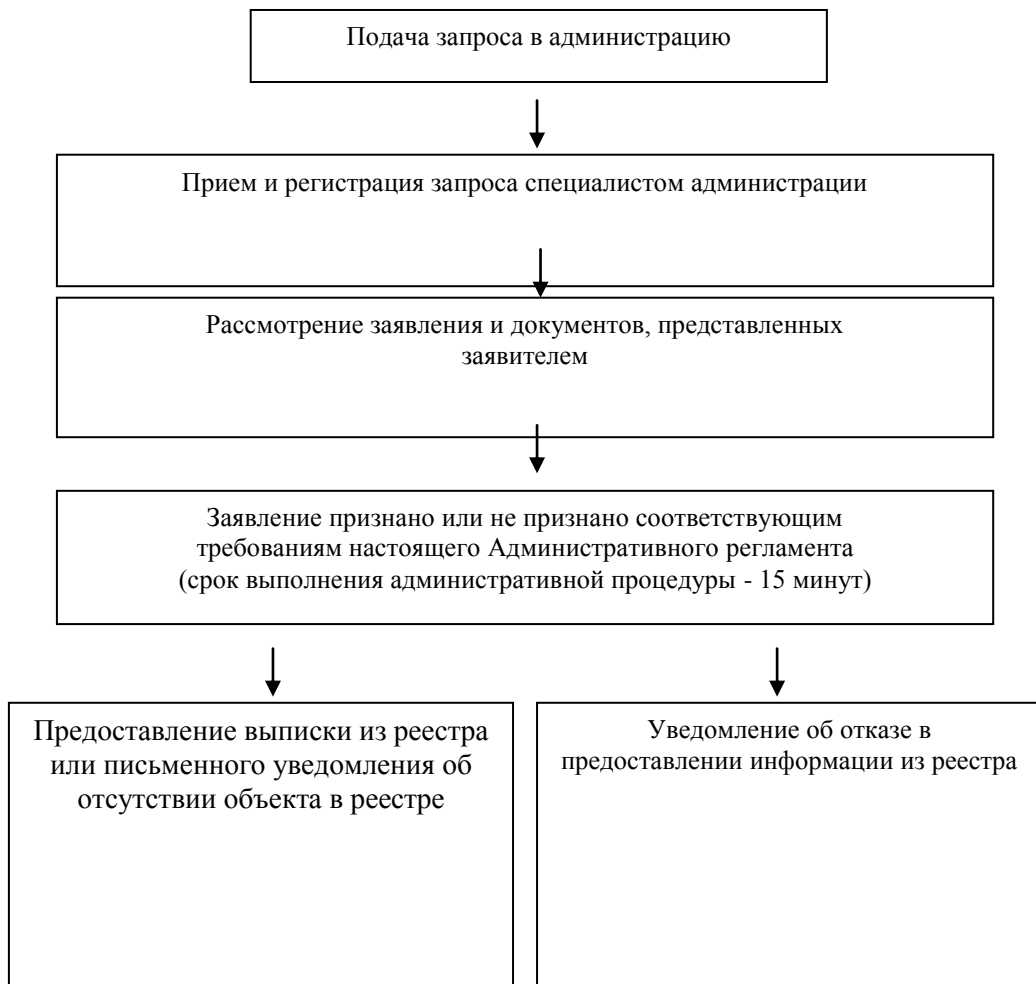 Подача запроса в администрацию
Прием и регистрация запроса специалистом администрации
Рассмотрение заявления и документов, представленных
заявителем
Заявление признано или не признано соответствующим
требованиям настоящего Административного регламента
(срок выполнения административной процедуры - 15 минут)
Предоставление выписки из реестра
или письменного уведомления об
отсутствии объекта в реестре
Уведомление об отказе в
предоставлении информации из реестра